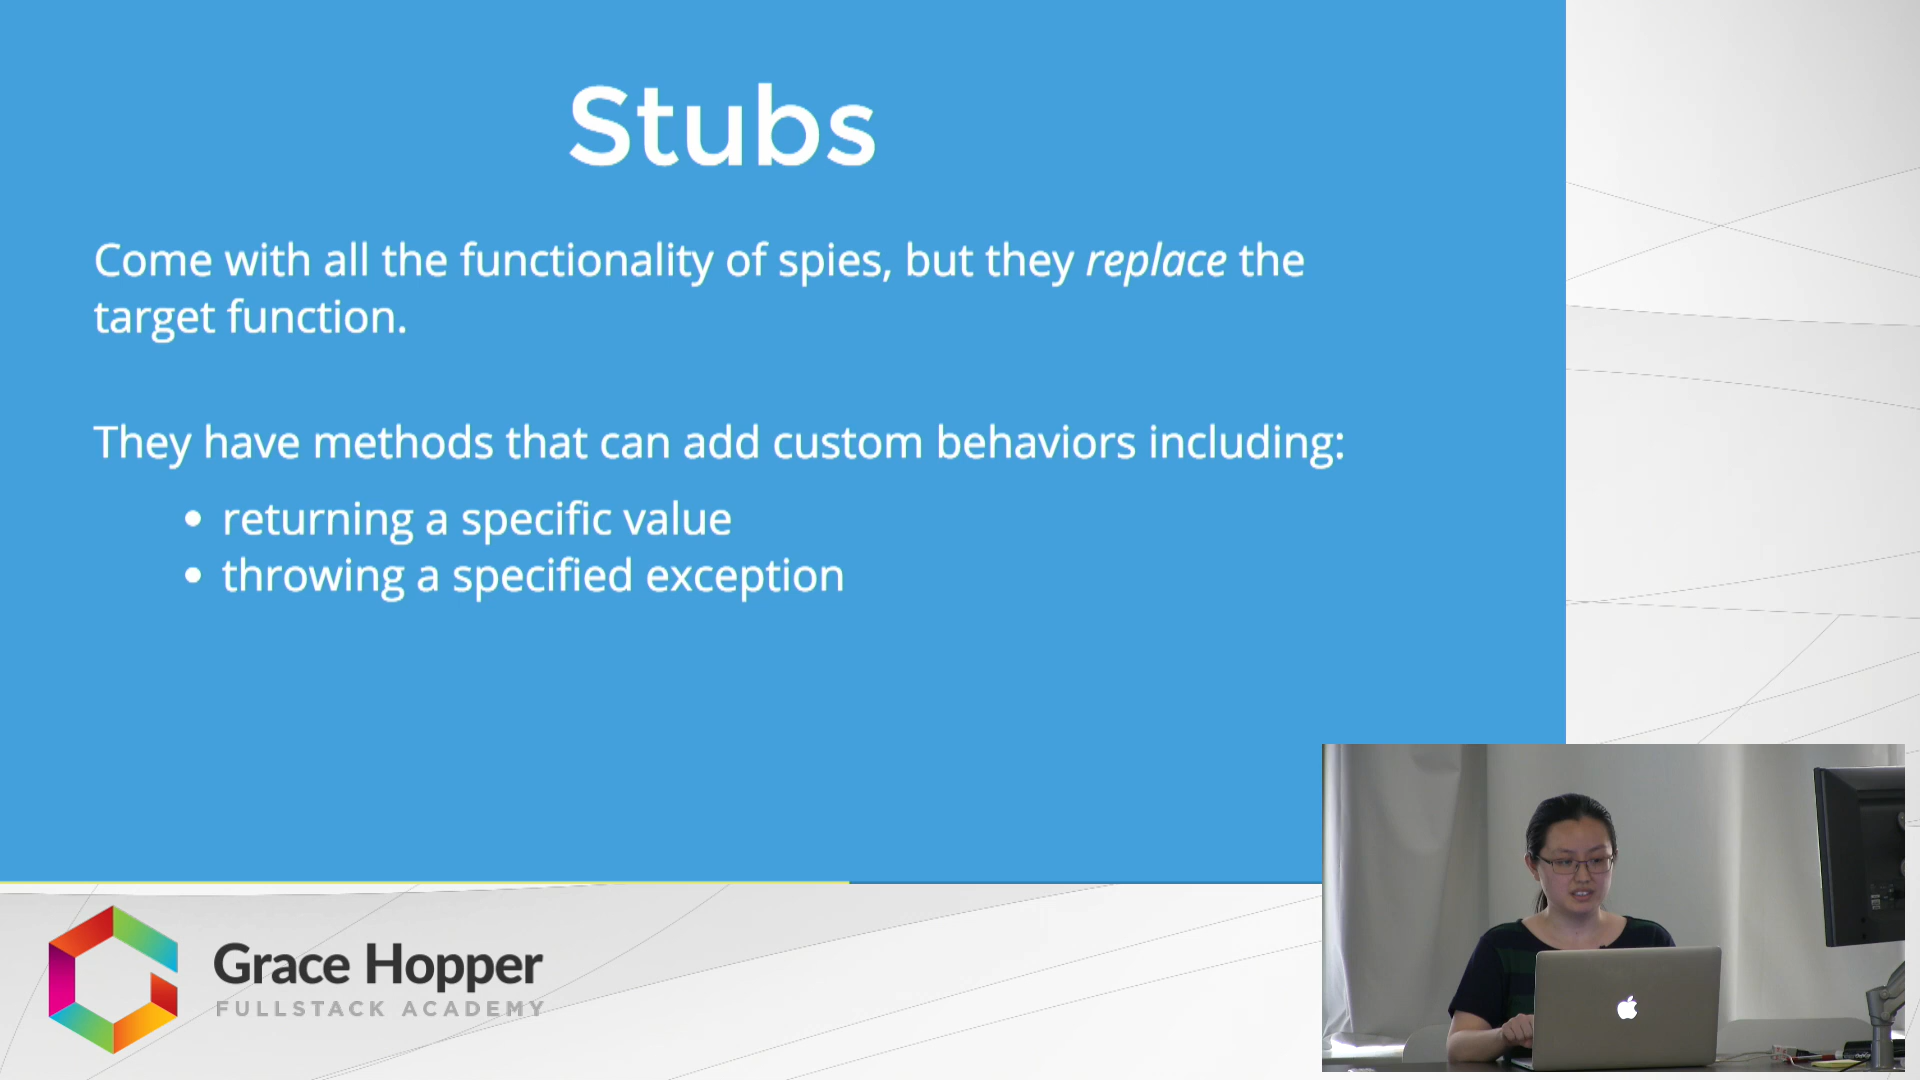 Stubs
Come with all the functionality of spies, but they replace the
target function.
They have methods that can add custom behaviors including:
• returning a specific value
• throwing a specified exception
Grace Hopper
FULLSTACK ACADEMY